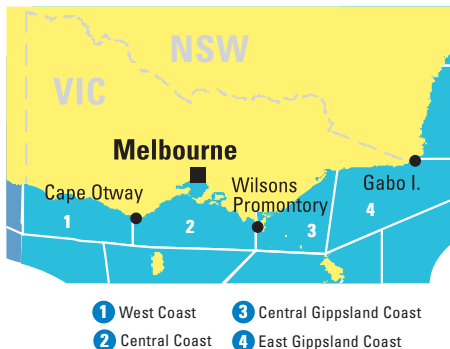 NSW
VIC
Melbourne
Cape Otway
Wilsons
Promontory
Gabo I.
1
2
3
4
1 West Coast
3 Central Gippsland Coast
2 Central Coast
4 East Gippsland Coast